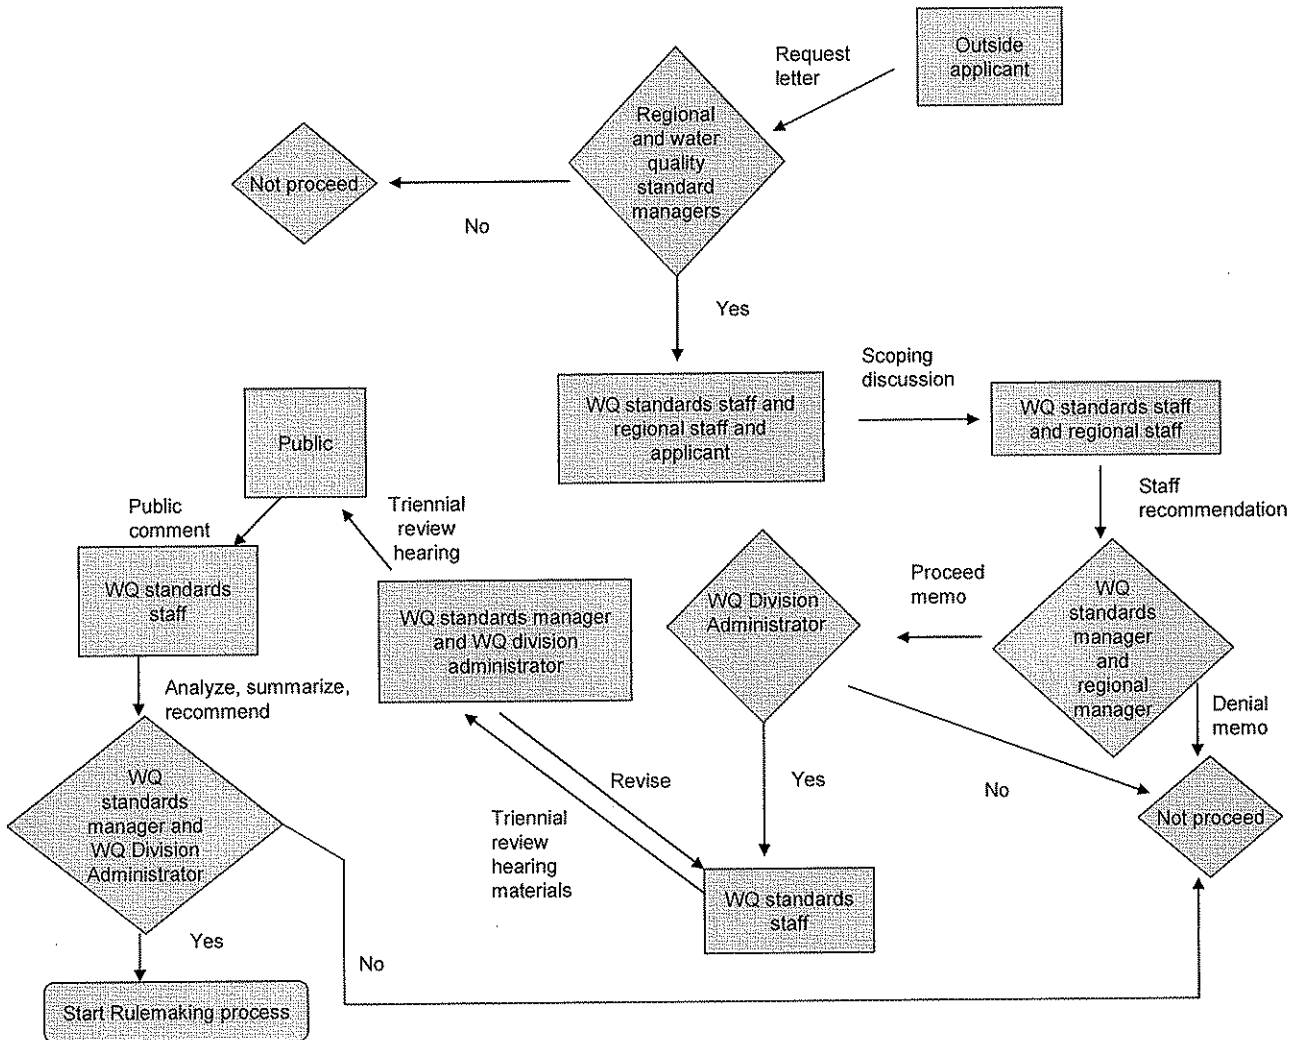 Outside
applicant
Request
letter
Regional
and water
quality
standard
managers
Not proceed
No
Yes
WQ standards staff and
regional staff and
applicant
Scoping
discussion
WQ standards staff
and regional staff
Staff
recommendation
WQ
standards
manager
and
regional
manager
Proceed
memo
Denial
memo
WQ Division
Administrator
No
Not proceed
Yes
WQ standards
staff
Triennial
review
hearing
materials
Revise
WQ standards manager
and WQ division
administrator
Triennial
review
hearing
Public
Public
comment
WQ standards
staff
Analyze, summarize,
recommend
WQ
standards
manager and
WQ Division
Administrator
No
Yes
Start Rulemaking process